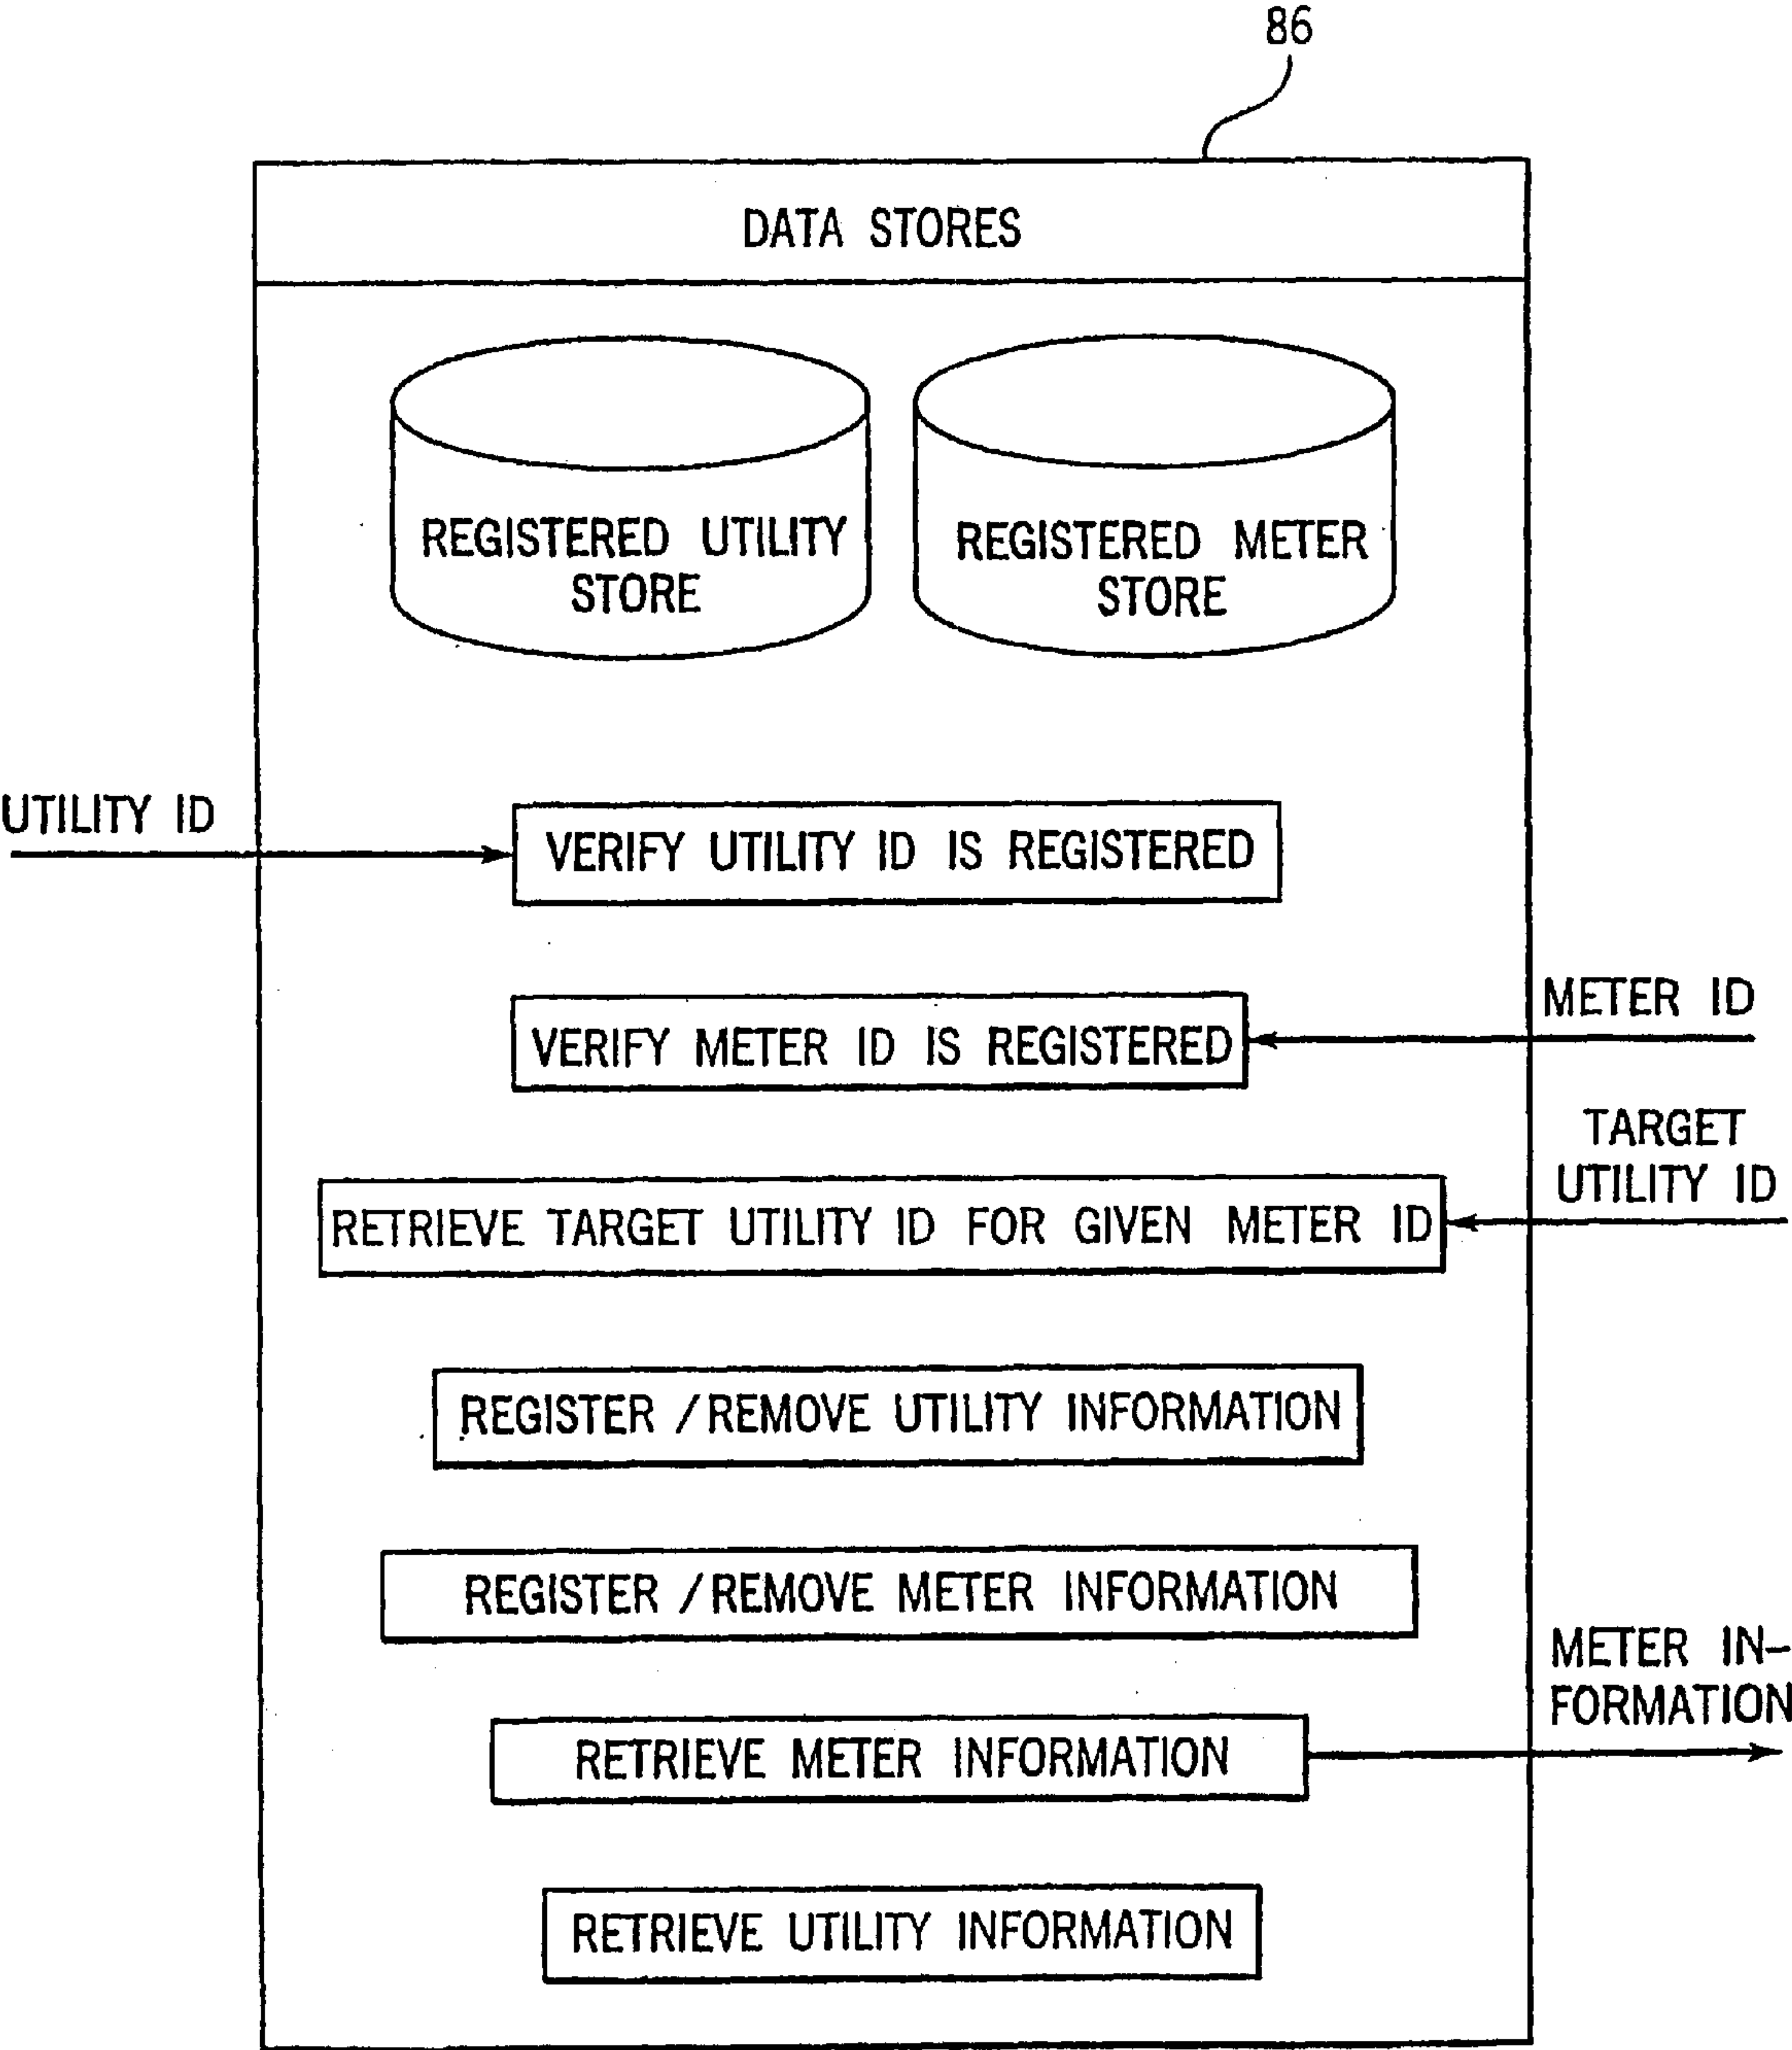 86
DATA STORES
REGISTERED UTILITY
STORE
REGISTERED METER
STORE
UTILITY ID
VERIFY UTILITY ID IS REGISTERED
METER ID
VERIFY METER ID IS REGISTERED
TARGET
UTILITY ID
RETRIEVE TARGET UTILITY ID FOR GIVEN METER ID
REGISTER /REMOVE UTILITY INFORMATION
REGISTER /REMOVE METER INFORMATION
METER IN-
FORMATION
RETRIEVE METER INFORMATION
RETRIEVE UTILITY INFORMATION